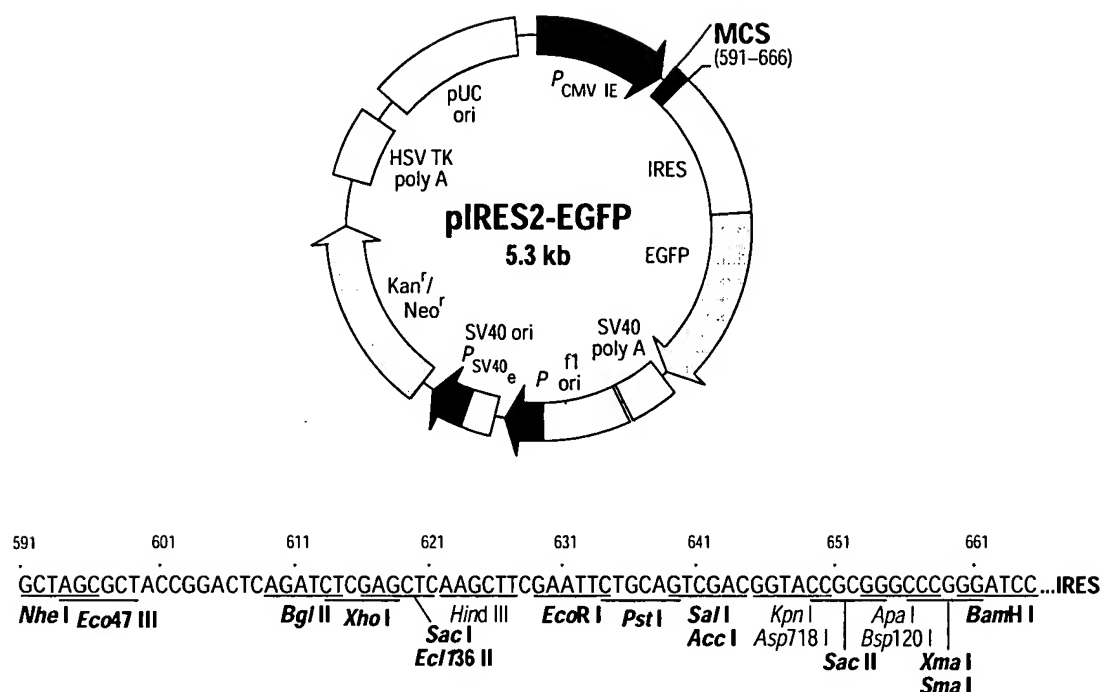 MCS
(591–666)
P CMV IE
pUC
ori
HSV TK
poly A
IRES
pIRES2-EGFP
5.3 kb
EGFP
Kanr/
Neor
SV40 ori
P SV40 e
SV40
poly A
f1
ori
P
591 601 611 621 631 641 651 661
GCTAGCGCTACCGGACTCAGATCTCGAGCTCAAGCTTCGAATTCTGCAGTCGACGGTACCGCGGGCCCGGGATCC...IRES
Nhe I Eco47 III Bgl II Xho I Hind III EcoR I Pst I Sal I Kpn I Apa I BamH I
Sac I Acc I Asp718 I Bsp120 I
Ecl136 II Sac II Xma I
Sma I